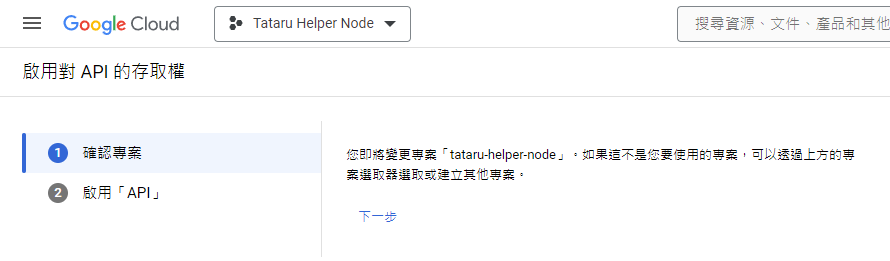 Google Cloud
Tataru Helper Node
搜尋資源、文件、產品和其他
啟用對 API 的存取權
1 確認專案
2 啟用「API」
您即將變更專案「tataru-helper-node」。如果這不是您要使用的專案，可以透過上方的專
案選取器選取或建立其他專案。
下一步